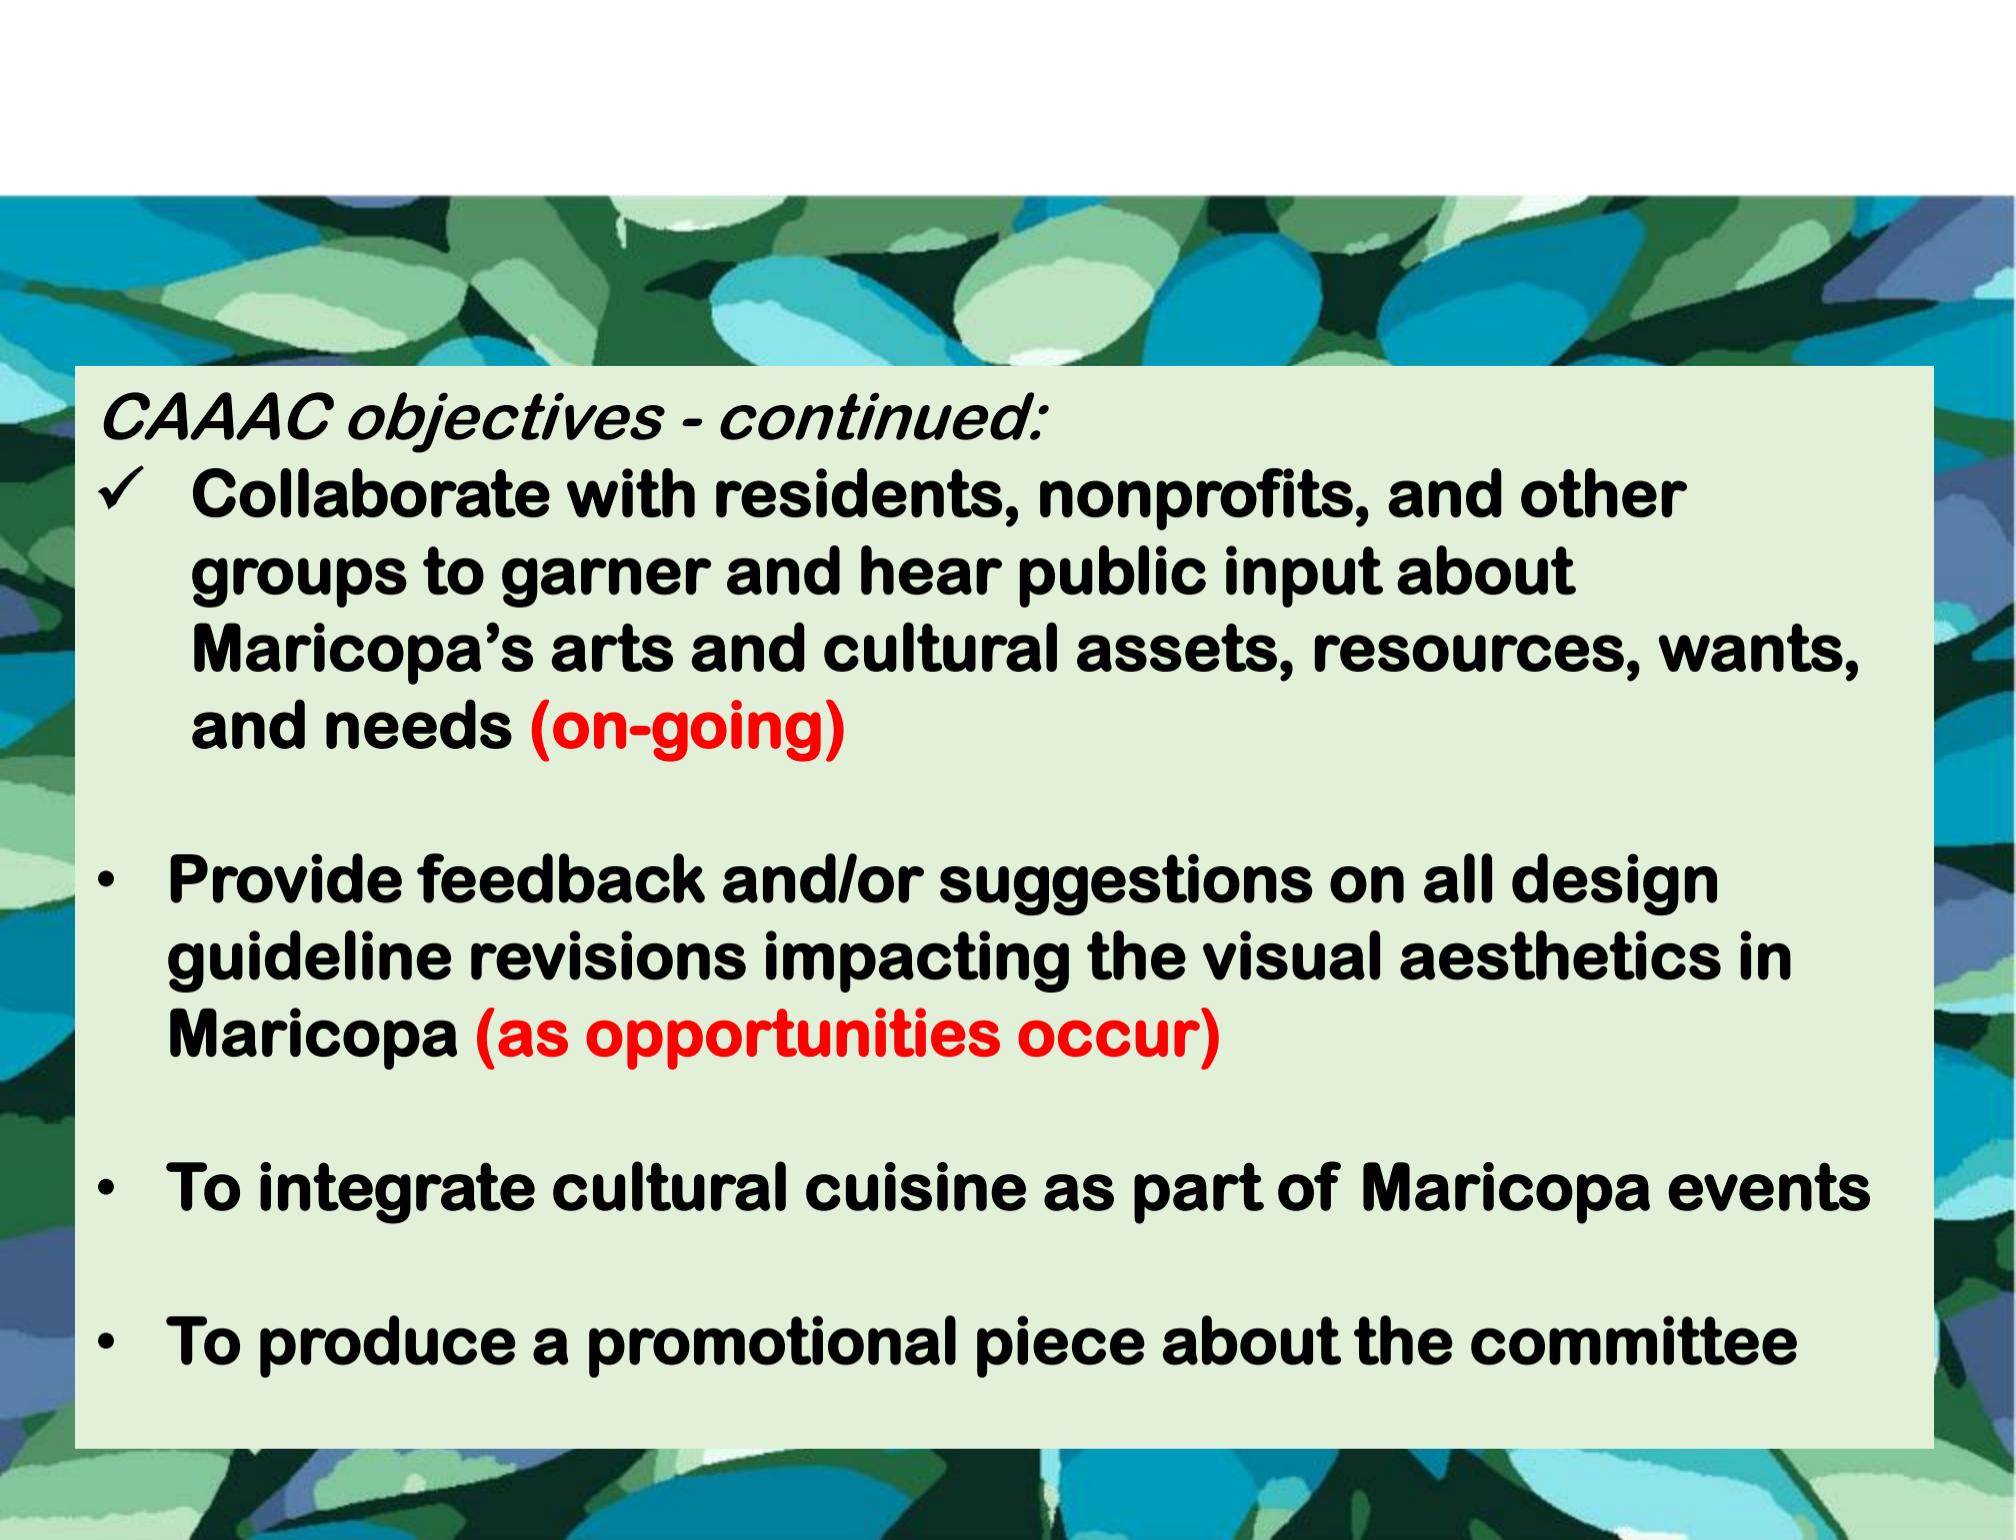 CAAAC objectives - continued:
✓ Collaborate with residents, nonprofits, and other
groups to garner and hear public input about
Maricopa’s arts and cultural assets, resources, wants,
and needs (on-going)
• Provide feedback and/or suggestions on all design
guideline revisions impacting the visual aesthetics in
Maricopa (as opportunities occur)
• To integrate cultural cuisine as part of Maricopa events
• To produce a promotional piece about the committee